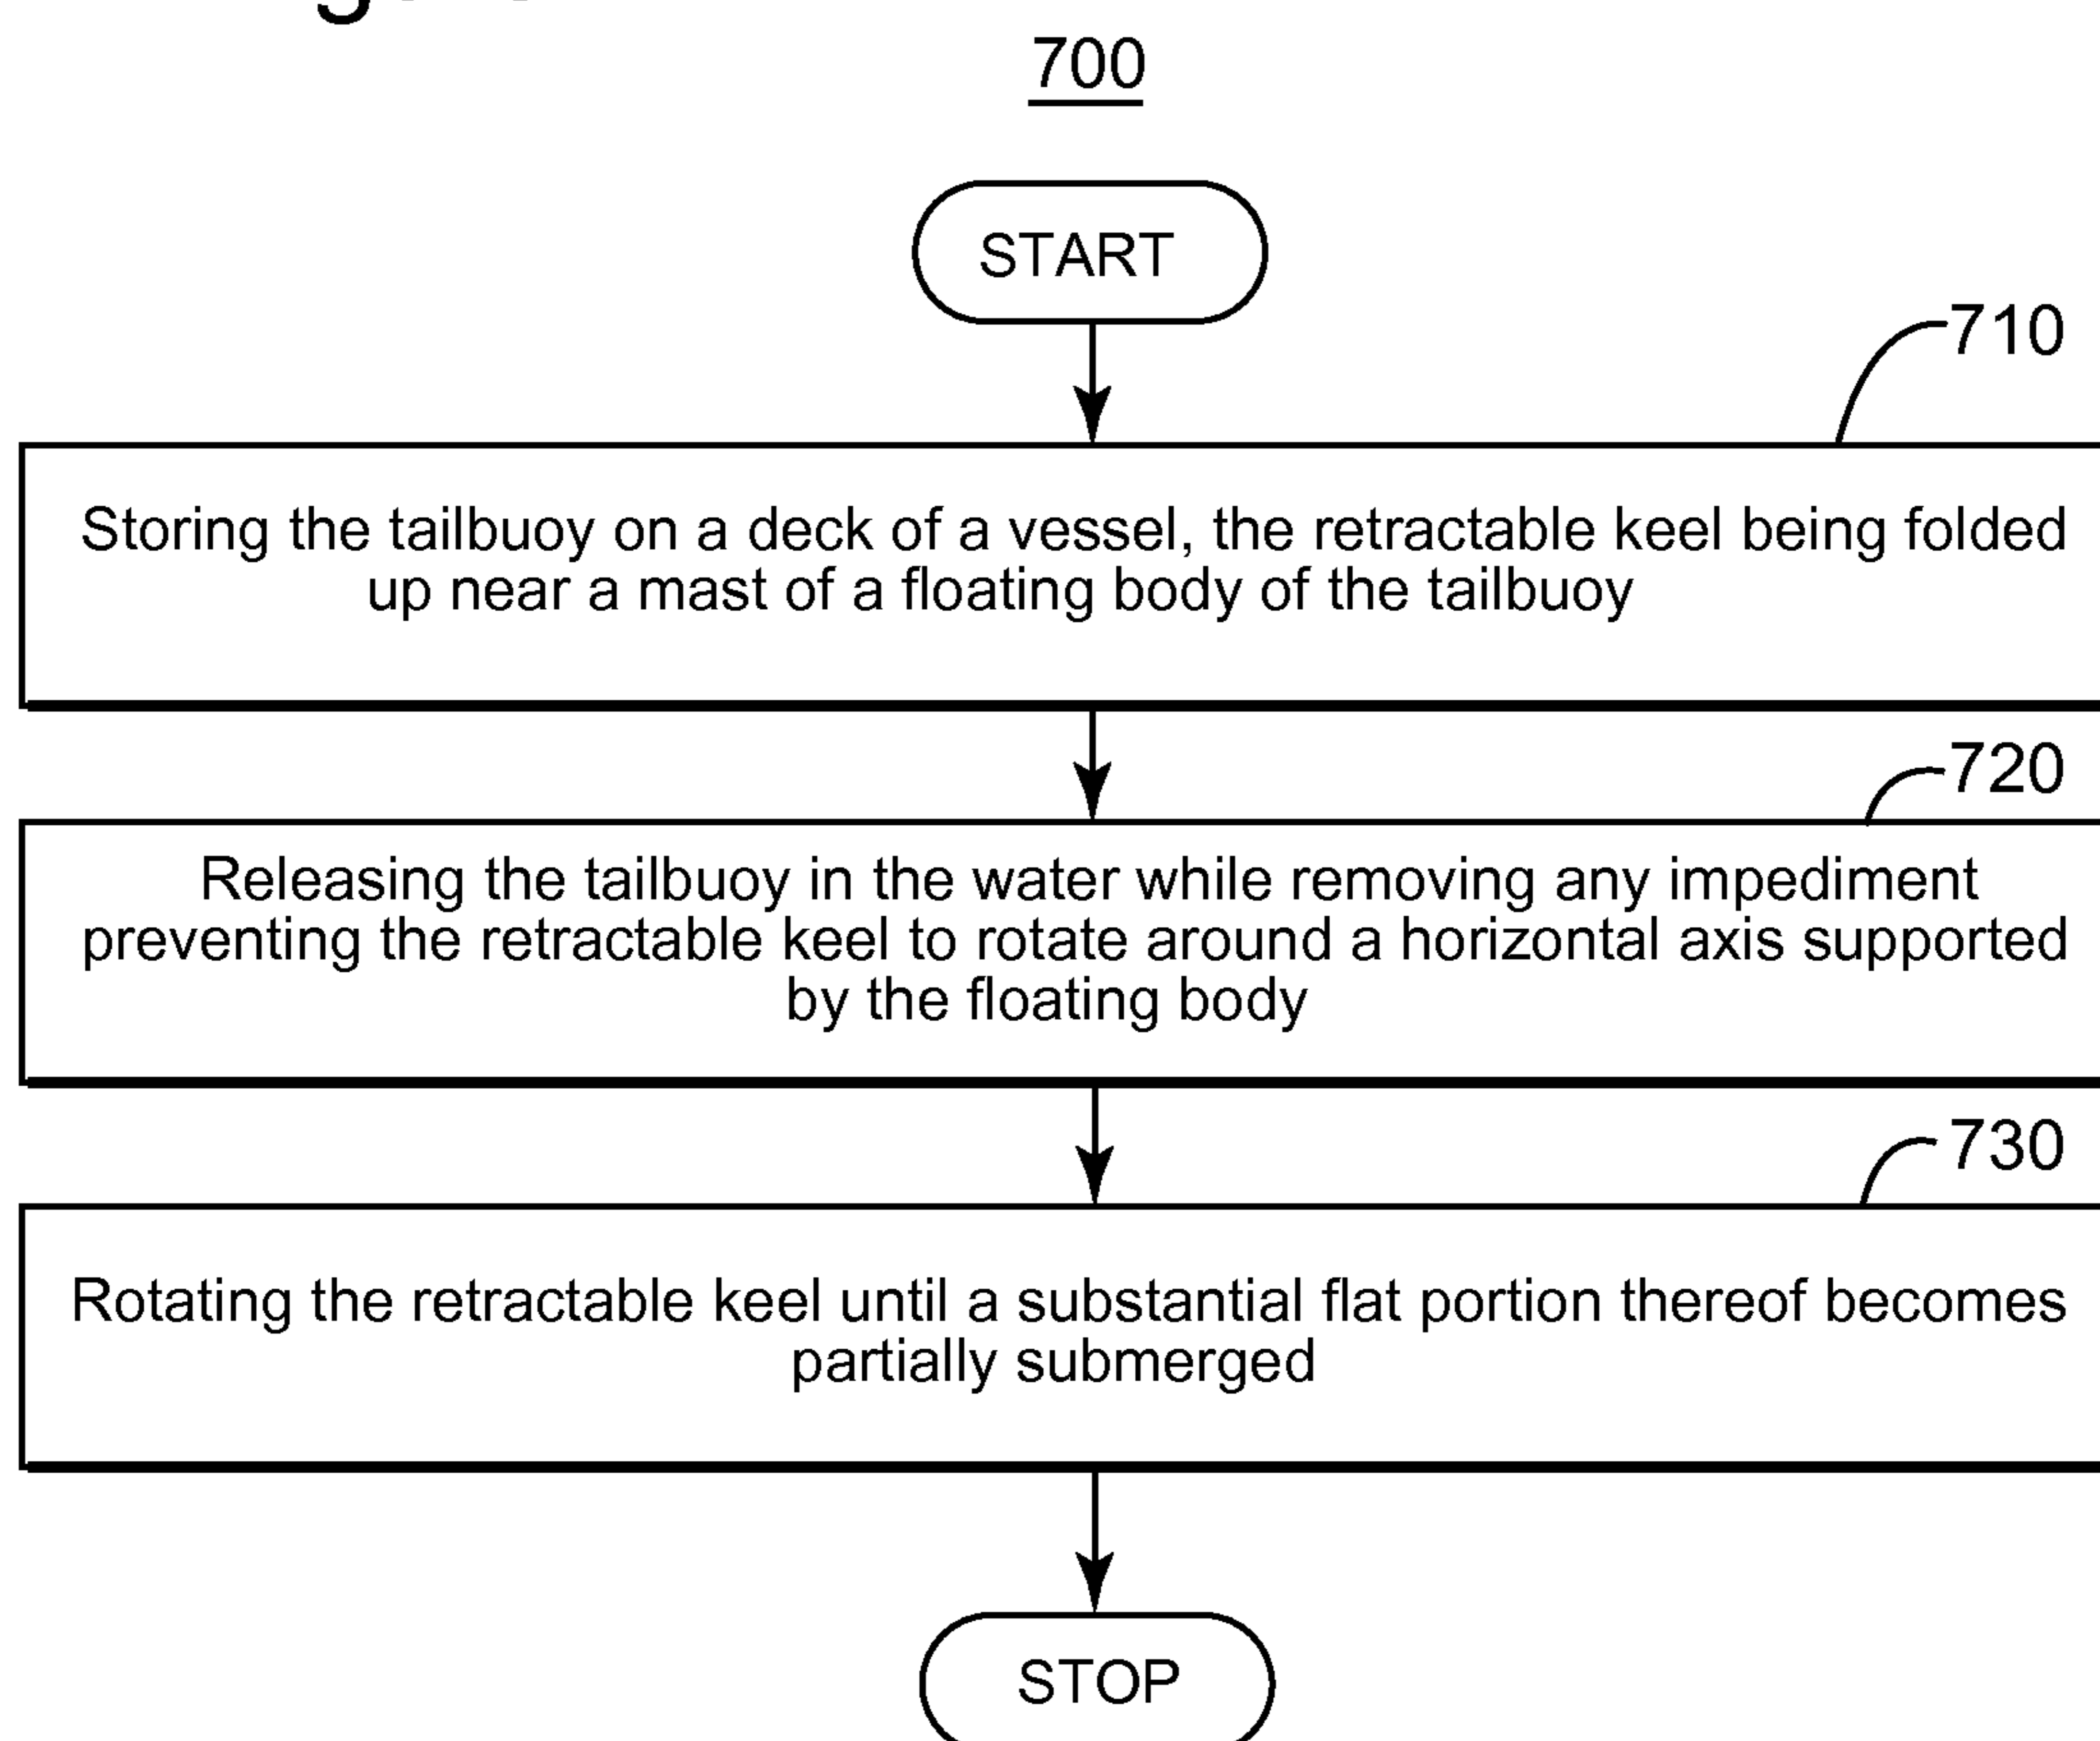 700
START
710
Storing the tailbuoy on a deck of a vessel, the retractable keel being folded
up near a mast of a floating body of the tailbuoy
720
Releasing the tailbuoy in the water while removing any impediment
preventing the retractable keel to rotate around a horizontal axis supported
by the floating body
730
Rotating the retractable keel until a substantial flat portion thereof becomes
partially submerged
STOP